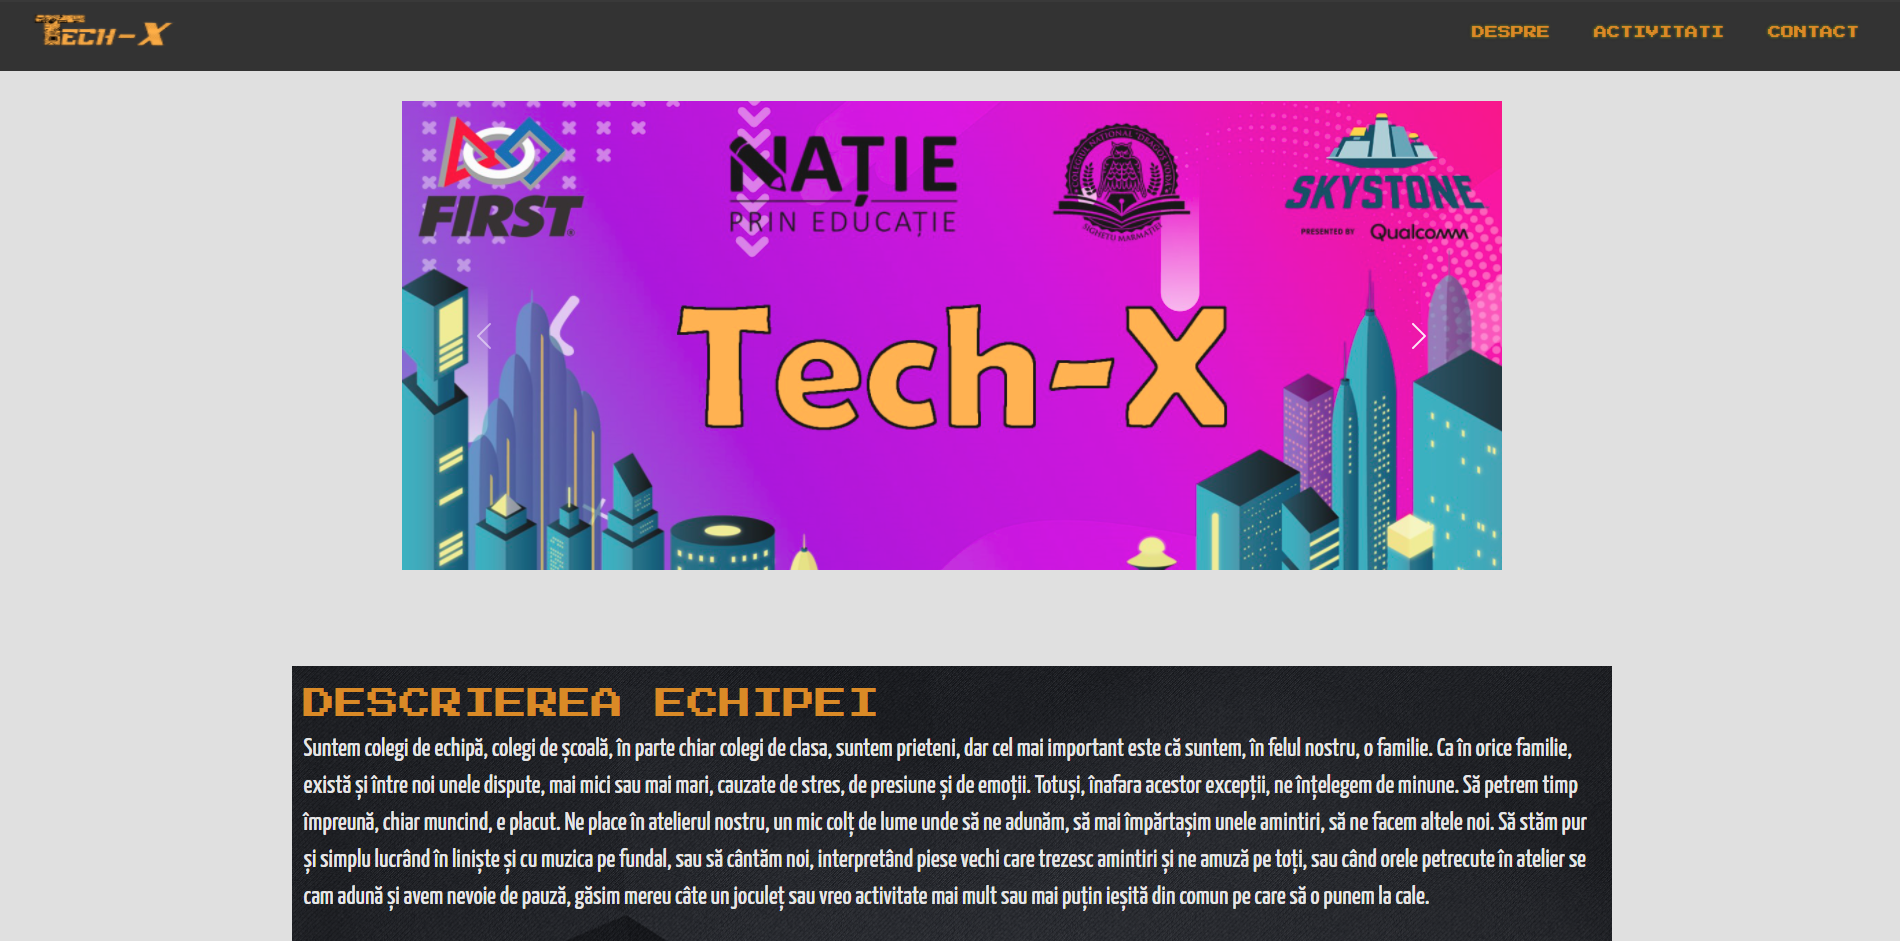 Tech-X
DESPRE ACTIVITATI CONTACT
FIRST
NAȚIE
PRIN EDUCAȚIE
COLEGIUL NATIONAL
SIGHETU MARMAȚIEI
SKYSTONE
PRESENTED BY Qualcomm
Tech-X
DESCRIEREA ECHIPEI
Suntem colegi de echipă, colegi de școală, în parte chiar colegi de clasa, suntem prieteni, dar cel mai important este că suntem, în felul nostru, o familie. Ca în orice familie,
există și între noi unele dispute, mai mici sau mai mari, cauzate de stres, de presiune și de emoții. Totuși, înafara acestor excepții, ne înțelegem de minune. Să petrem timp
împreună, chiar muncind, e placut. Ne place în atelierul nostru, un mic colț de lume unde să ne adunăm, să mai împărtașim unele amintiri, să ne facem altele noi. Să stăm pur
și simplu lucrând în liniște și cu muzica pe fundal, sau să cântăm noi, interpretând piese vechi care trezesc amintiri și ne amuză pe toți, sau când orele petrecute în atelier se
cam adună și avem nevoie de pauză, găsim mereu câte un joculeț sau vreo activitate mai mult sau mai puțin ieșită din comun pe care să o punem la cale.